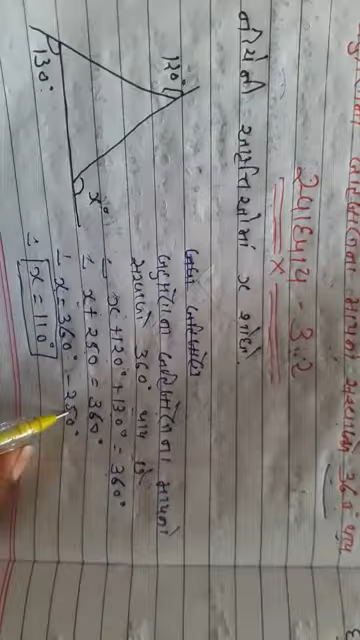 સ્વાધ્યાય - 3.2
નીચેની આકૃતિઓમાં x શોધો.
120°
130°
x°
બહુકોણના બહિષ્કોણના માપનો
સરવાળો 360° થાય છે.
∴ x + 120° + 130° = 360°
∴ x + 250 = 360°
∴ x = 360° - 250°
∴ x = 110°